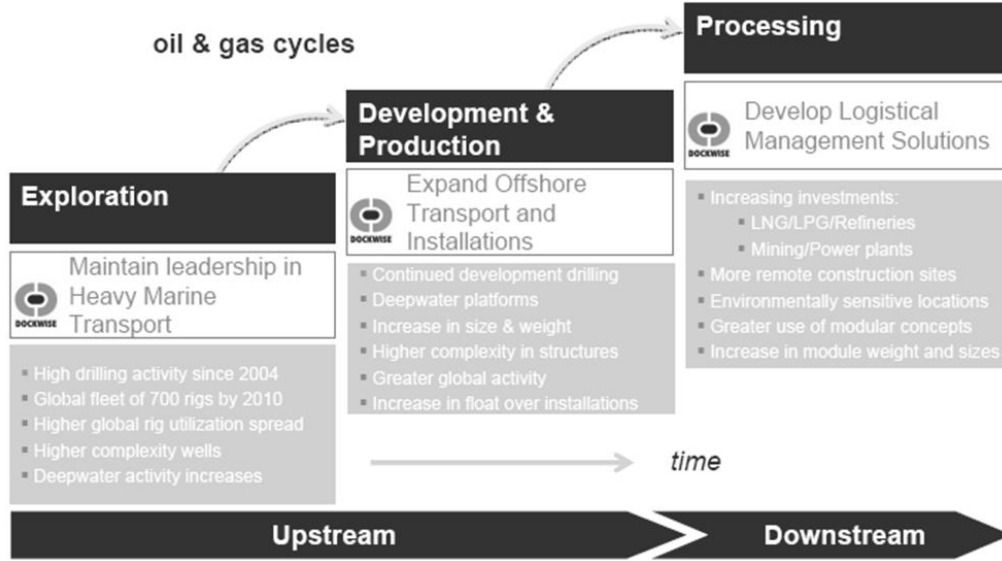 oil & gas cycles
Exploration
DOCKWISE
Maintain leadership in
Heavy Marine
Transport
▪ High drilling activity since 2004
▪ Global fleet of 700 rigs by 2010
▪ Higher global rig utilization spread
▪ Higher complexity wells
▪ Deepwater activity increases
Development &
Production
DOCKWISE
Expand Offshore
Transport and
Installations
▪ Continued development drilling
▪ Deepwater platforms
▪ Increase in size & weight
▪ Higher complexity in structures
▪ Greater global activity
▪ Increase in float over installations
Processing
DOCKWISE
Develop Logistical
Management Solutions
▪ Increasing investments:
▪ LNG/LPG/Refineries
▪ Mining/Power plants
▪ More remote construction sites
▪ Environmentally sensitive locations
▪ Greater use of modular concepts
▪ Increase in module weight and sizes
time
Upstream
Downstream